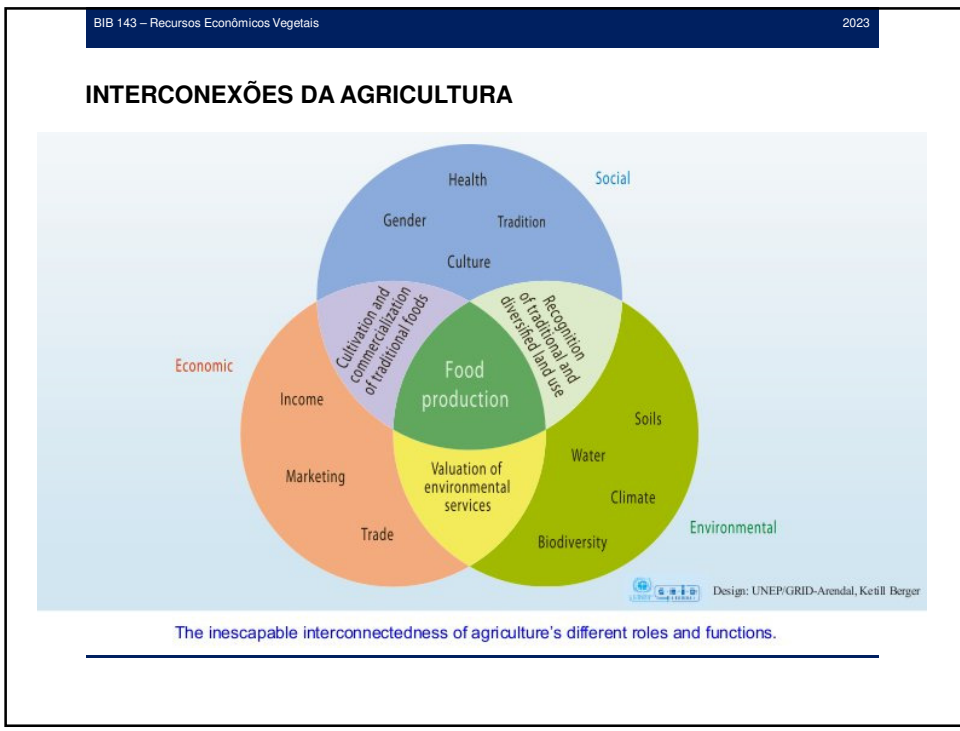 BIB 143 – Recursos Econômicos Vegetais 2023
INTERCONEXÕES DA AGRICULTURA
Health
Social
Gender
Tradition
Culture
Cultivation and
commercialization
of traditional foods
Recognition
of traditional and
diversified land use
Economic
Food
production
Income
Soils
Water
Marketing
Valuation of
environmental
services
Climate
Trade
Biodiversity
Environmental
Design: UNEP/GRID-Arendal, Ketill Berger
The inescapable interconnectedness of agriculture’s different roles and functions.